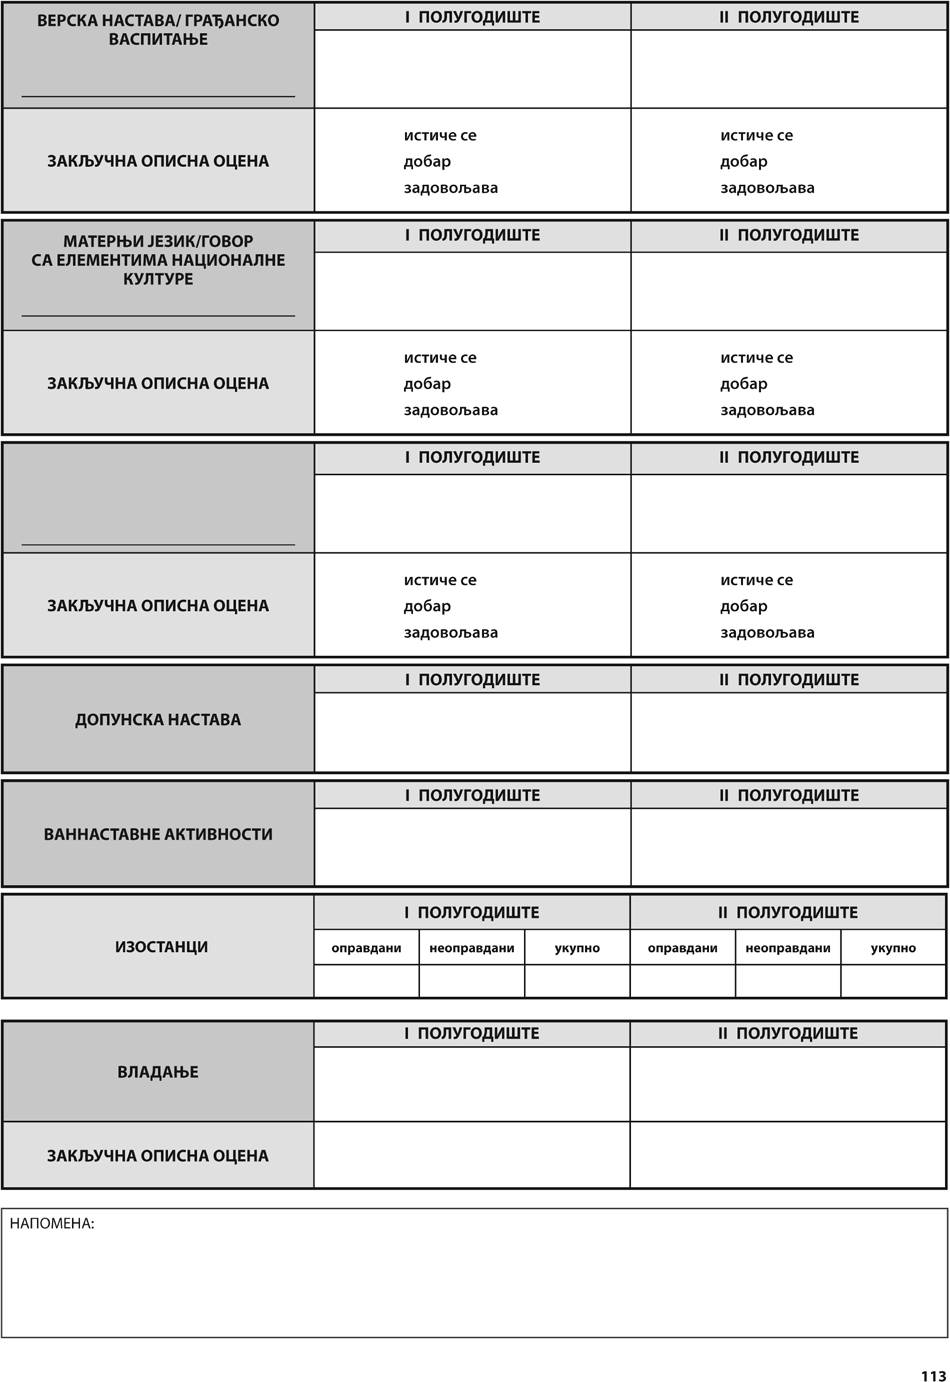 ВЕРСКА НАСТАВА/ ГРАЂАНСКО
ВАСПИТАЊЕ
I ПОЛУГОДИШТЕ
II ПОЛУГОДИШТЕ
ЗАКЉУЧНА ОПИСНА ОЦЕНА
истиче се
добар
задовољава
истиче се
добар
задовољава
МАТЕРЊИ ЈЕЗИК/ГОВОР
СА ЕЛЕМЕНТИМА НАЦИОНАЛНЕ
КУЛТУРЕ
I ПОЛУГОДИШТЕ
II ПОЛУГОДИШТЕ
ЗАКЉУЧНА ОПИСНА ОЦЕНА
истиче се
добар
задовољава
истиче се
добар
задовољава
I ПОЛУГОДИШТЕ
II ПОЛУГОДИШТЕ
ЗАКЉУЧНА ОПИСНА ОЦЕНА
истиче се
добар
задовољава
истиче се
добар
задовољава
ДОПУНСКА НАСТАВА
I ПОЛУГОДИШТЕ
II ПОЛУГОДИШТЕ
ВАННАСТАВНЕ АКТИВНОСТИ
I ПОЛУГОДИШТЕ
II ПОЛУГОДИШТЕ
ИЗОСТАНЦИ
I ПОЛУГОДИШТЕ
II ПОЛУГОДИШТЕ
оправдани
неоправдани
укупно
оправдани
неоправдани
укупно
ВЛАДАЊЕ
I ПОЛУГОДИШТЕ
II ПОЛУГОДИШТЕ
ЗАКЉУЧНА ОПИСНА ОЦЕНА
НАПОМЕНА:
113